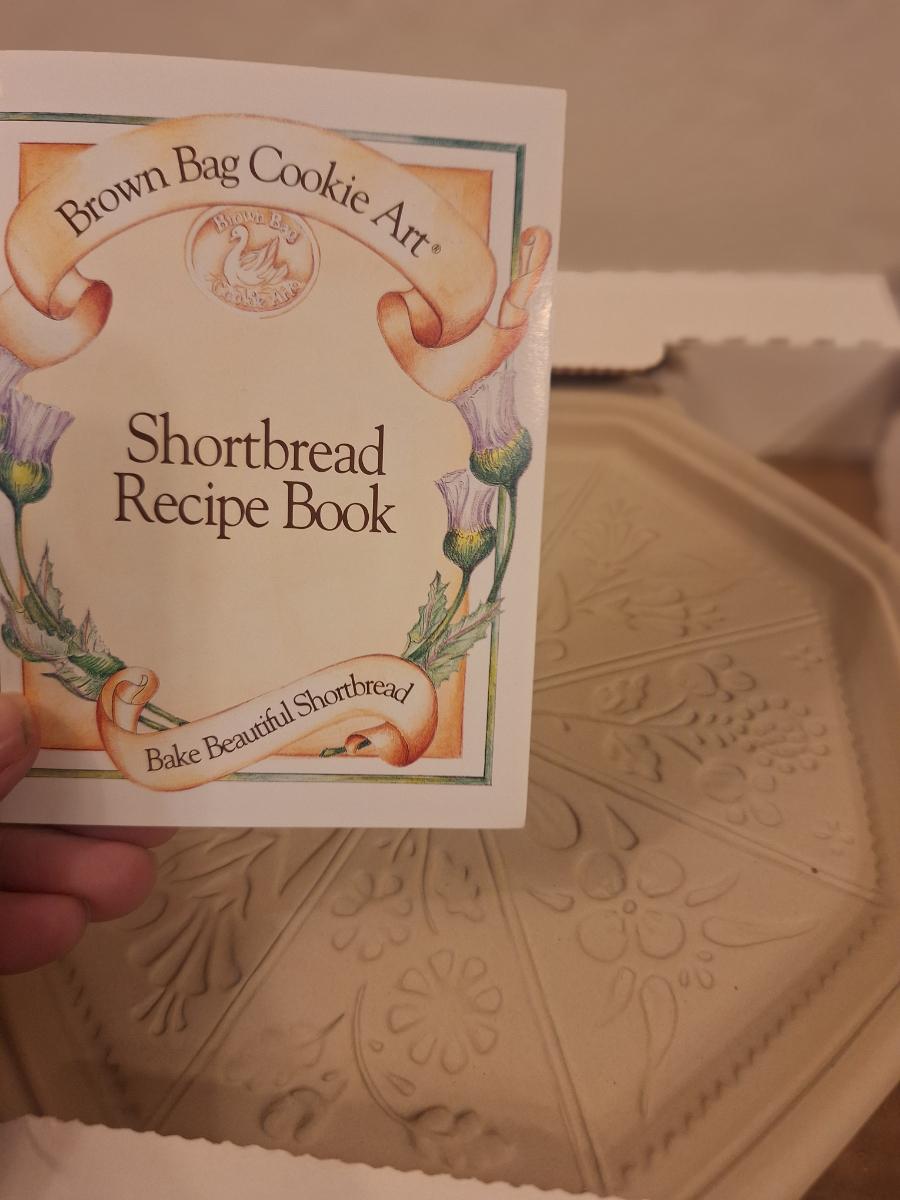 Brown Bag Cookie Art®
Brown Bag
Cookie Art®
Shortbread
Recipe Book
Bake Beautiful Shortbread